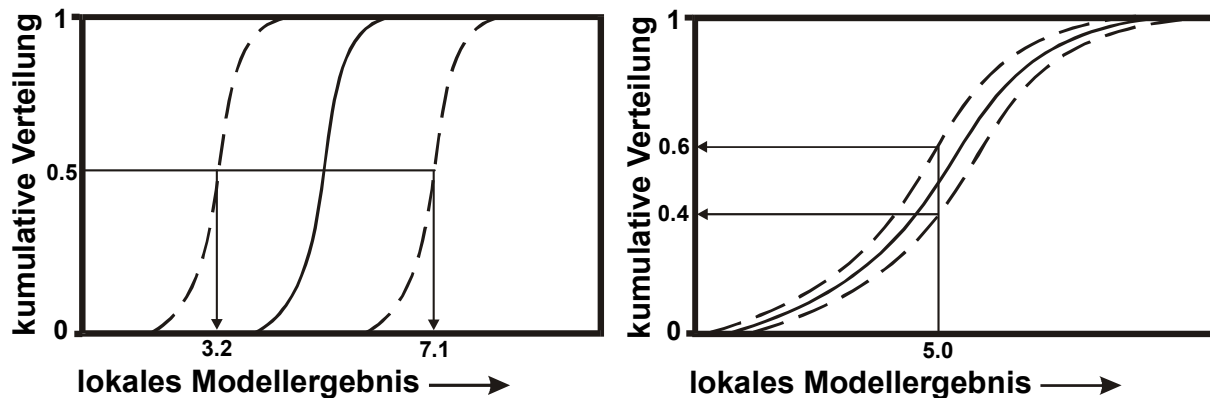 kumulative Verteilung
1
0.5
0
3.2
7.1
lokales Modellergebnis
kumulative Verteilung
1
0.6
0.4
0
5.0
lokales Modellergebnis